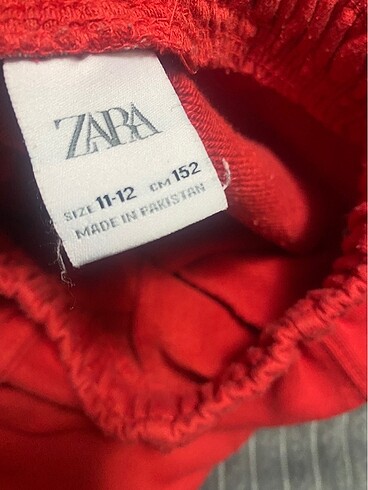 ZARA
SIZE 11-12 CM 152
MADE IN PAKISTAN